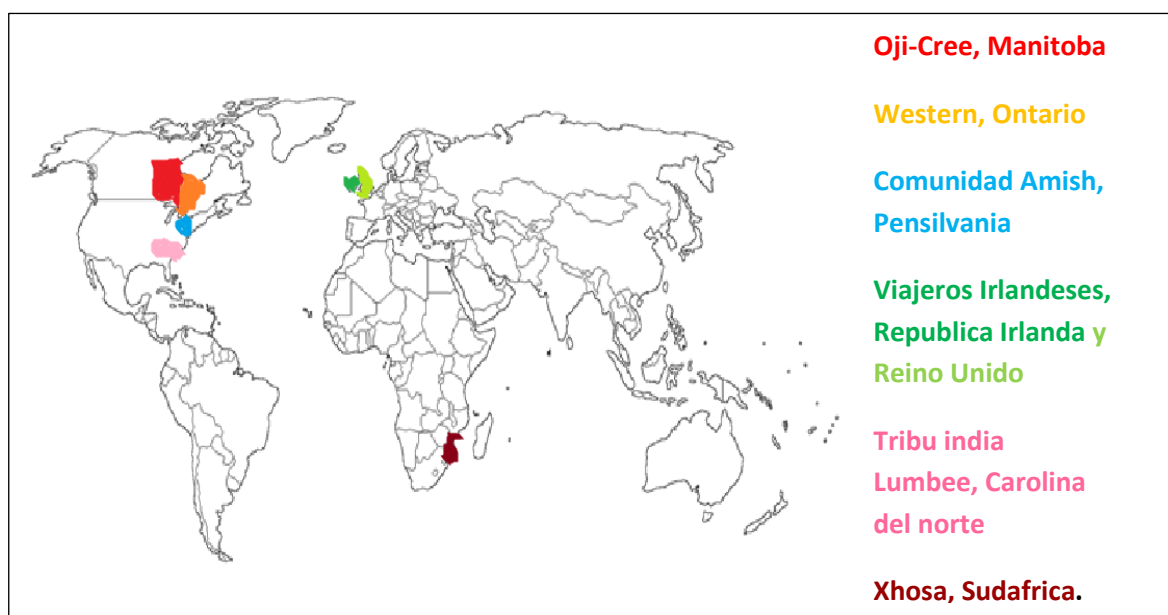 Oji-Cree, Manitoba
Western, Ontario
Comunidad Amish,
Pensilvania
Viajeros Irlandeses,
Republica Irlanda y
Reino Unido
Tribu india
Lumbee, Carolina
del norte
Xhosa, Sudafrica.